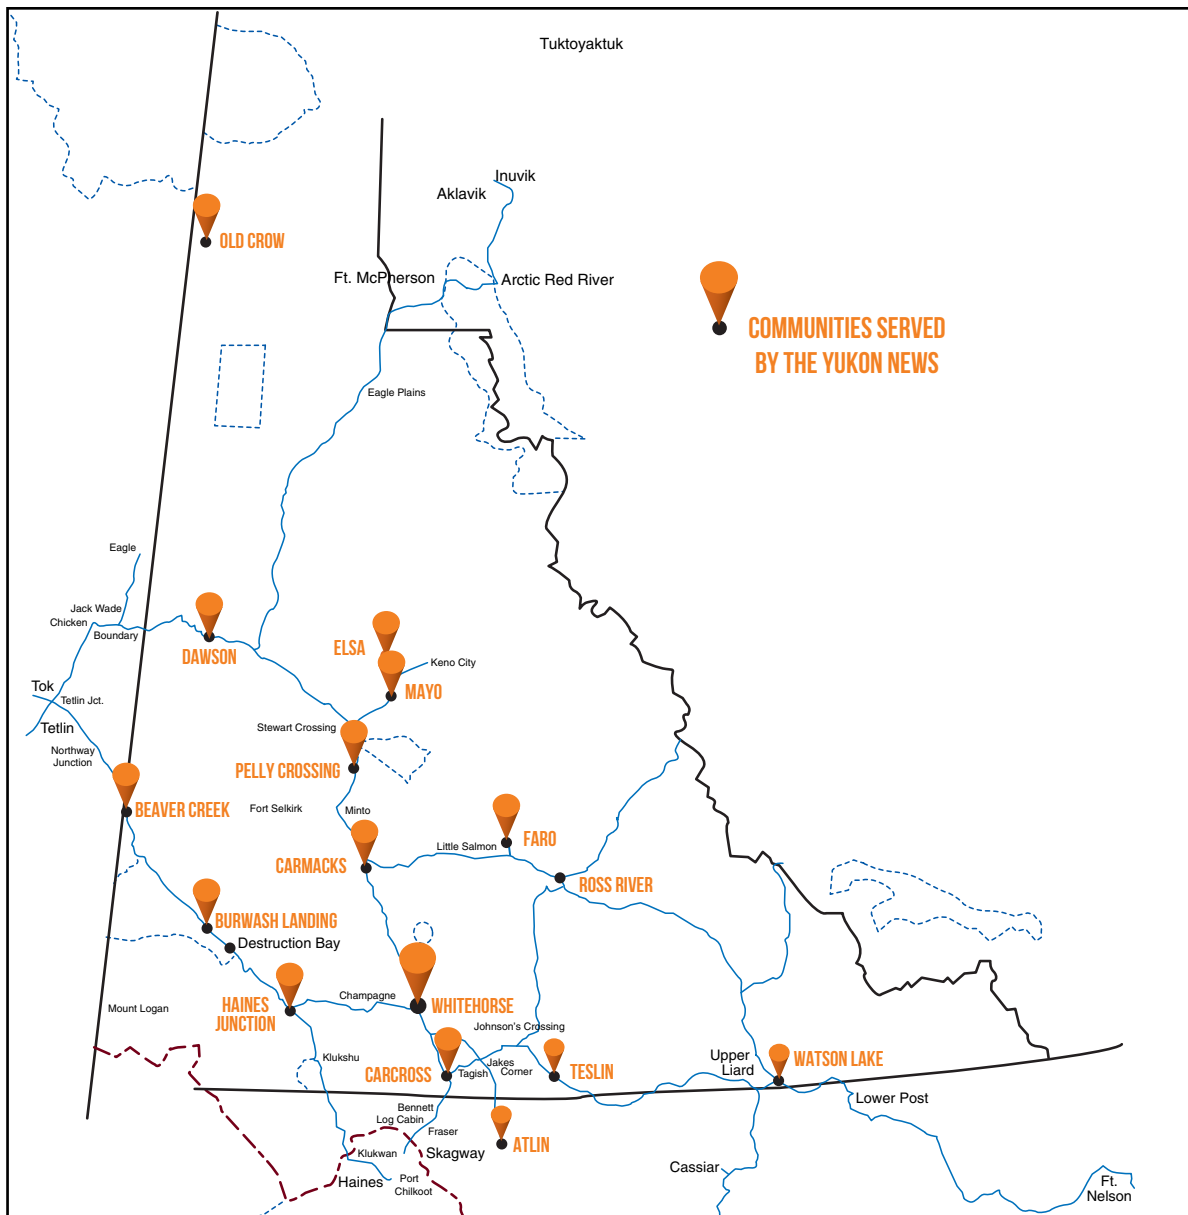 Tuktoyaktuk
Inuvik
Aklavik
OLD CROW
Ft. McPherson
Arctic Red River
COMMUNITIES SERVED
BY THE YUKON NEWS
Eagle Plains
Eagle
Jack Wade
Chicken
Boundary
DAWSON
ELSA
Keno City
MAYO
Tok
Tetlin Jct.
Tetlin
Stewart Crossing
Northway
Junction
PELLY CROSSING
BEAVER CREEK
Fort Selkirk
Minto
FARO
Little Salmon
CARMACKS
ROSS RIVER
BURWASH LANDING
Destruction Bay
Champagne
HAINES
JUNCTION
WHITEHORSE
Mount Logan
Johnson's Crossing
Klukshu
Jakes
Corner
Tagish
CARCROSS
TESLIN
Upper
Liard
WATSON LAKE
Lower Post
Bennett
Log Cabin
Fraser
ATLIN
Klukwan
Skagway
Cassiar
Haines
Port
Chilkoot
Ft.
Nelson